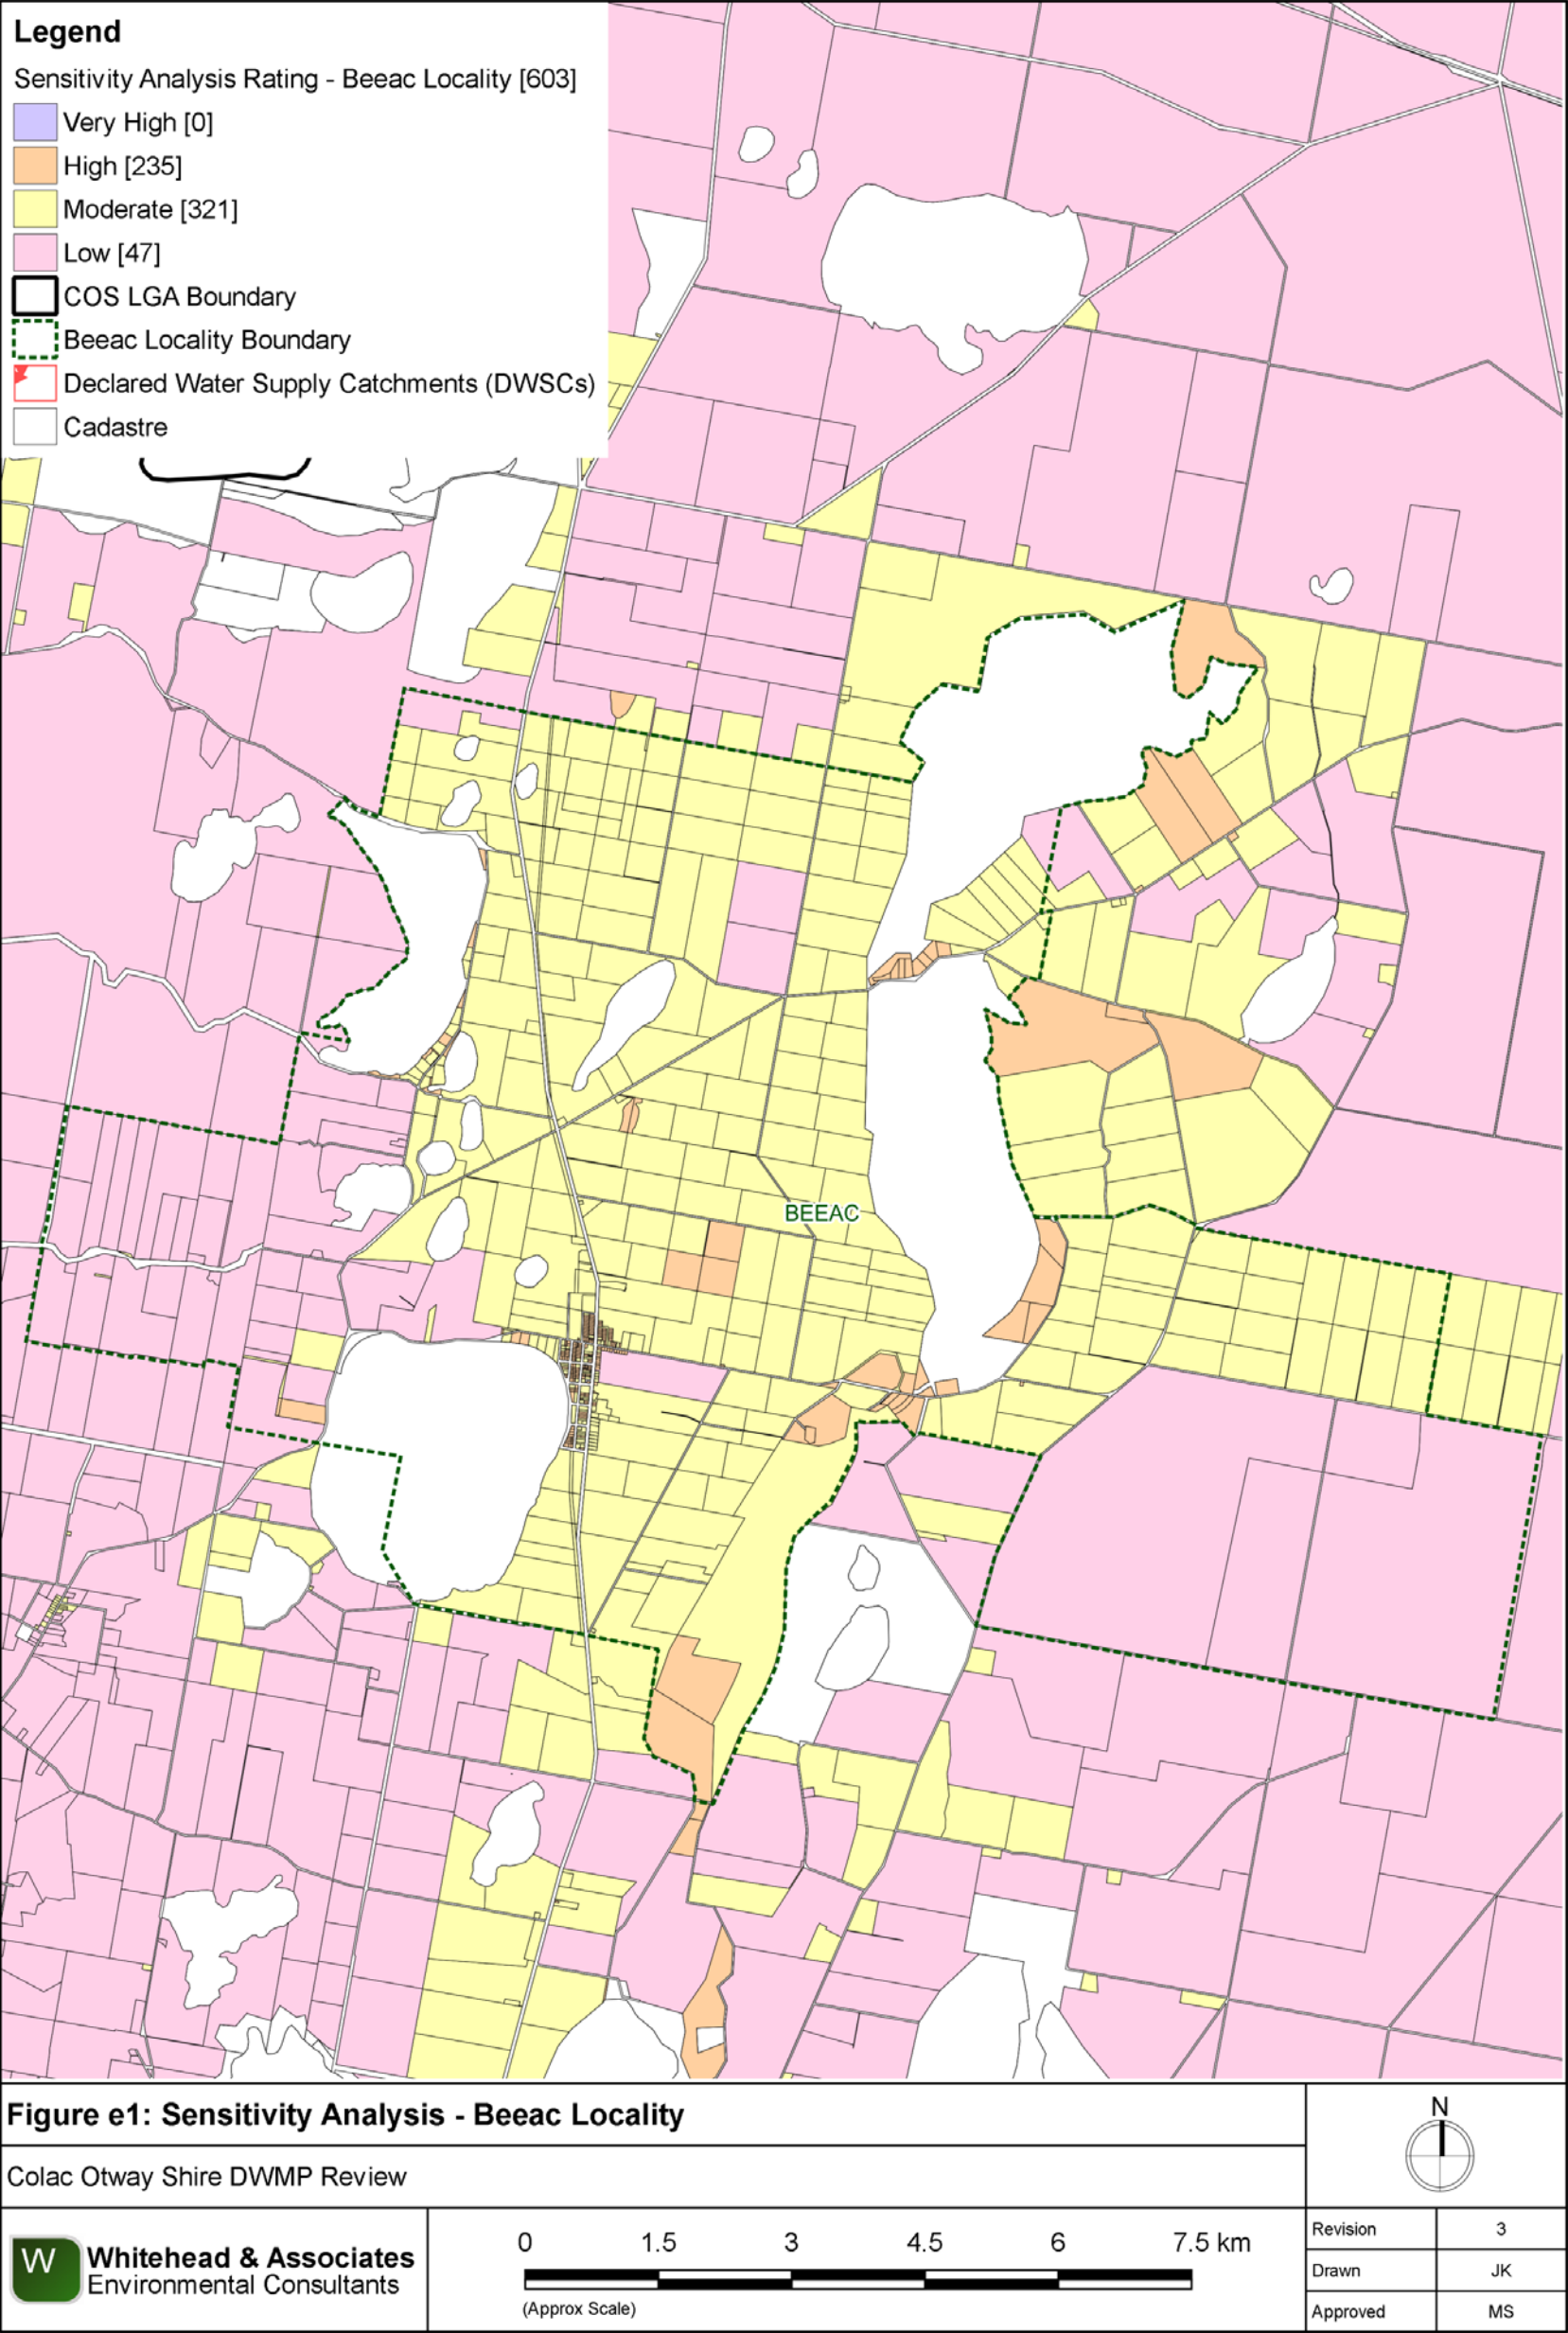 Legend
Sensitivity Analysis Rating - Beeac Locality [603]
Very High [0]
High [235]
Moderate [321]
Low [47]
COS LGA Boundary
Beeac Locality Boundary
Declared Water Supply Catchments (DWSCs)
Cadastre
BEEAC
Figure e1: Sensitivity Analysis - Beeac Locality
N
Colac Otway Shire DWMP Review
W
Whitehead & Associates
Environmental Consultants
0 1.5 3 4.5 6 7.5 km
(Approx Scale)
Revision 3
Drawn JK
Approved MS